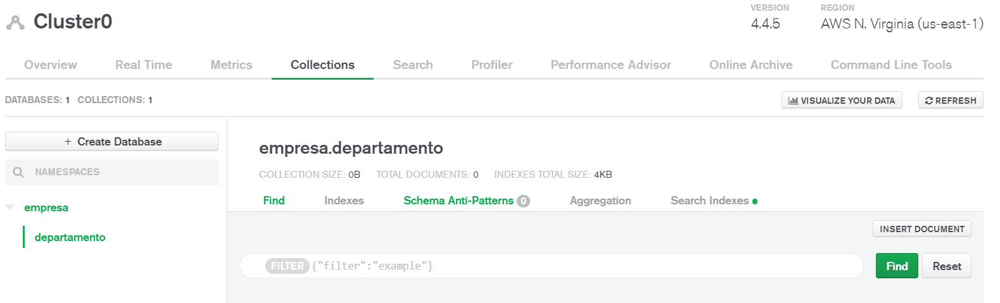 Cluster0
VERSION
4.4.5
REGION
AWS N. Virginia (us-east-1)
Overview Real Time Metrics Collections Search Profiler Performance Advisor Online Archive Command Line Tools
DATABASES: 1 COLLECTIONS: 1
VISUALIZE YOUR DATA REFRESH
+ Create Database
NAMESPACES
empresa
departamento
empresa.departamento
COLLECTION SIZE: 0B TOTAL DOCUMENTS: 0 INDEXES TOTAL SIZE: 4KB
Find Indexes Schema Anti-Patterns 0 Aggregation Search Indexes
INSERT DOCUMENT
FILTER {"filter":"example"}
Find Reset